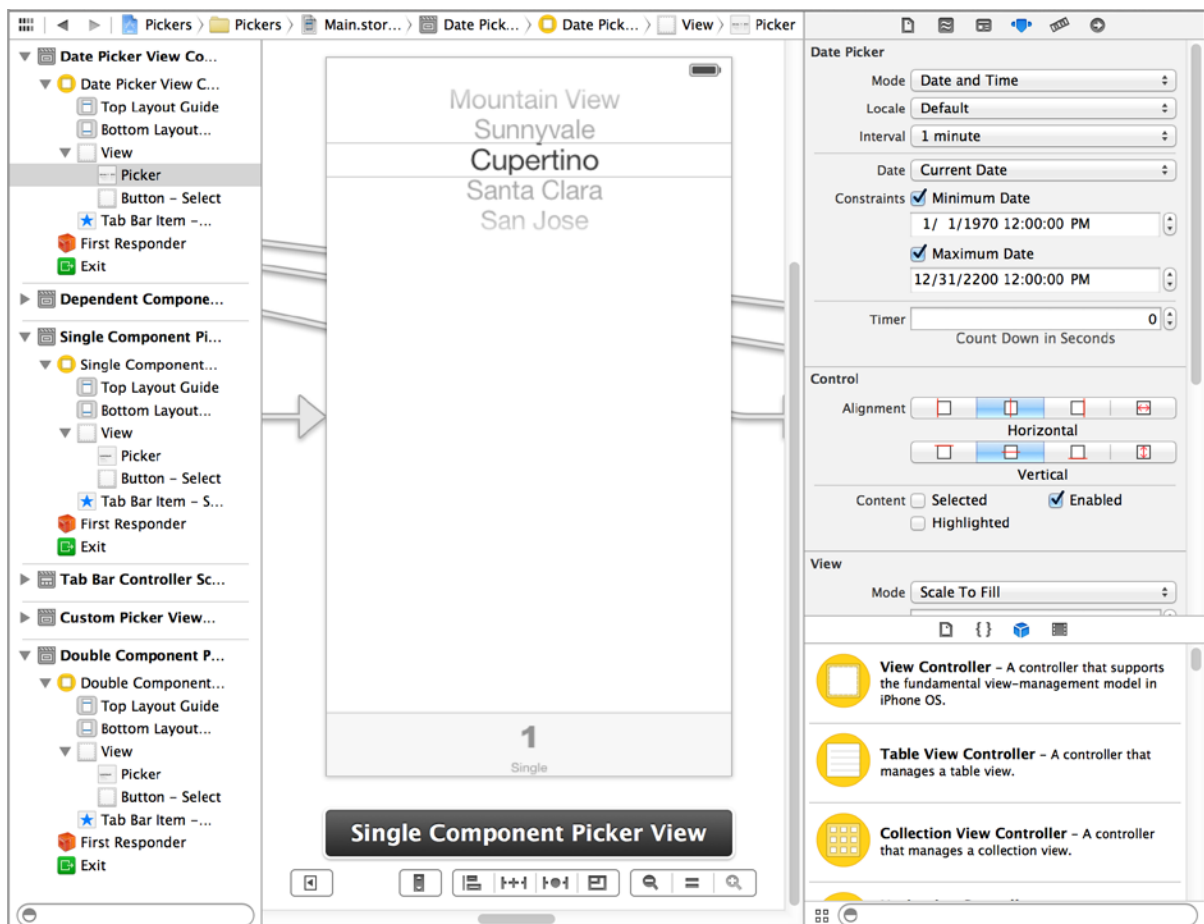 Pickers
Pickers
Main.stor...
Date Pick...
Date Pick...
View
Picker
Date Picker View Co...
Date Picker View C...
Top Layout Guide
Bottom Layout...
View
Picker
Button – Select
Tab Bar Item –...
First Responder
Exit
Dependent Compone...
Single Component Pi...
Single Component...
Top Layout Guide
Bottom Layout...
View
Picker
Button – Select
Tab Bar Item – S...
First Responder
Exit
Tab Bar Controller Sc...
Custom Picker View...
Double Component P...
Double Component...
Top Layout Guide
Bottom Layout...
View
Picker
Button – Select
Tab Bar Item –...
First Responder
Exit
Mountain View
Sunnyvale
Cupertino
Santa Clara
San Jose
1
Single
Single Component Picker View
Date Picker
Mode Date and Time
Locale Default
Interval 1 minute
Date Current Date
Constraints Minimum Date
1/ 1/1970 12:00:00 PM
Maximum Date
12/31/2200 12:00:00 PM
Timer 0
Count Down in Seconds
Control
Alignment
Horizontal
Vertical
Content Selected Enabled
Highlighted
View
Mode Scale To Fill
{ }
View Controller – A controller that supports
the fundamental view-management model in
iPhone OS.
Table View Controller – A controller that
manages a table view.
Collection View Controller – A controller
that manages a collection view.